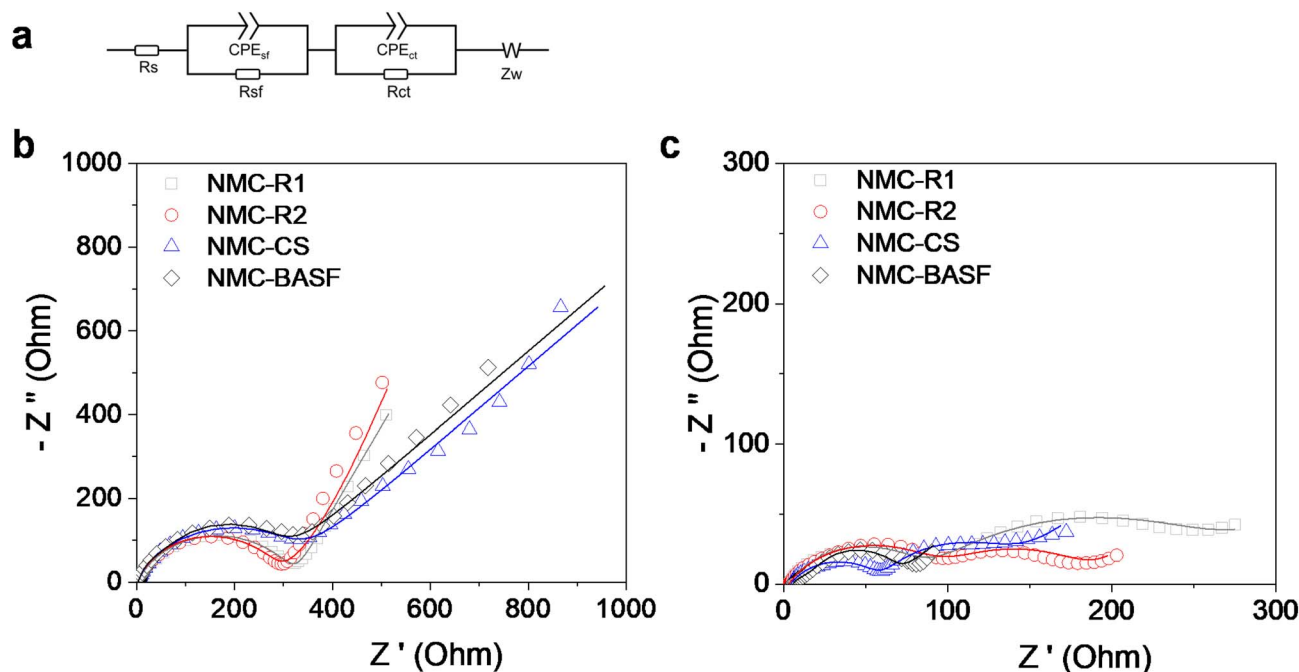 a
Rs
CPEsf
Rsf
CPEct
Rct
Zw
b
1000
800
600
400
200
0
- Z '' (Ohm)
NMC-R1
NMC-R2
NMC-CS
NMC-BASF
0 200 400 600 800 1000
Z ' (Ohm)
c
300
200
100
0
- Z '' (Ohm)
NMC-R1
NMC-R2
NMC-CS
NMC-BASF
0 100 200 300
Z ' (Ohm)